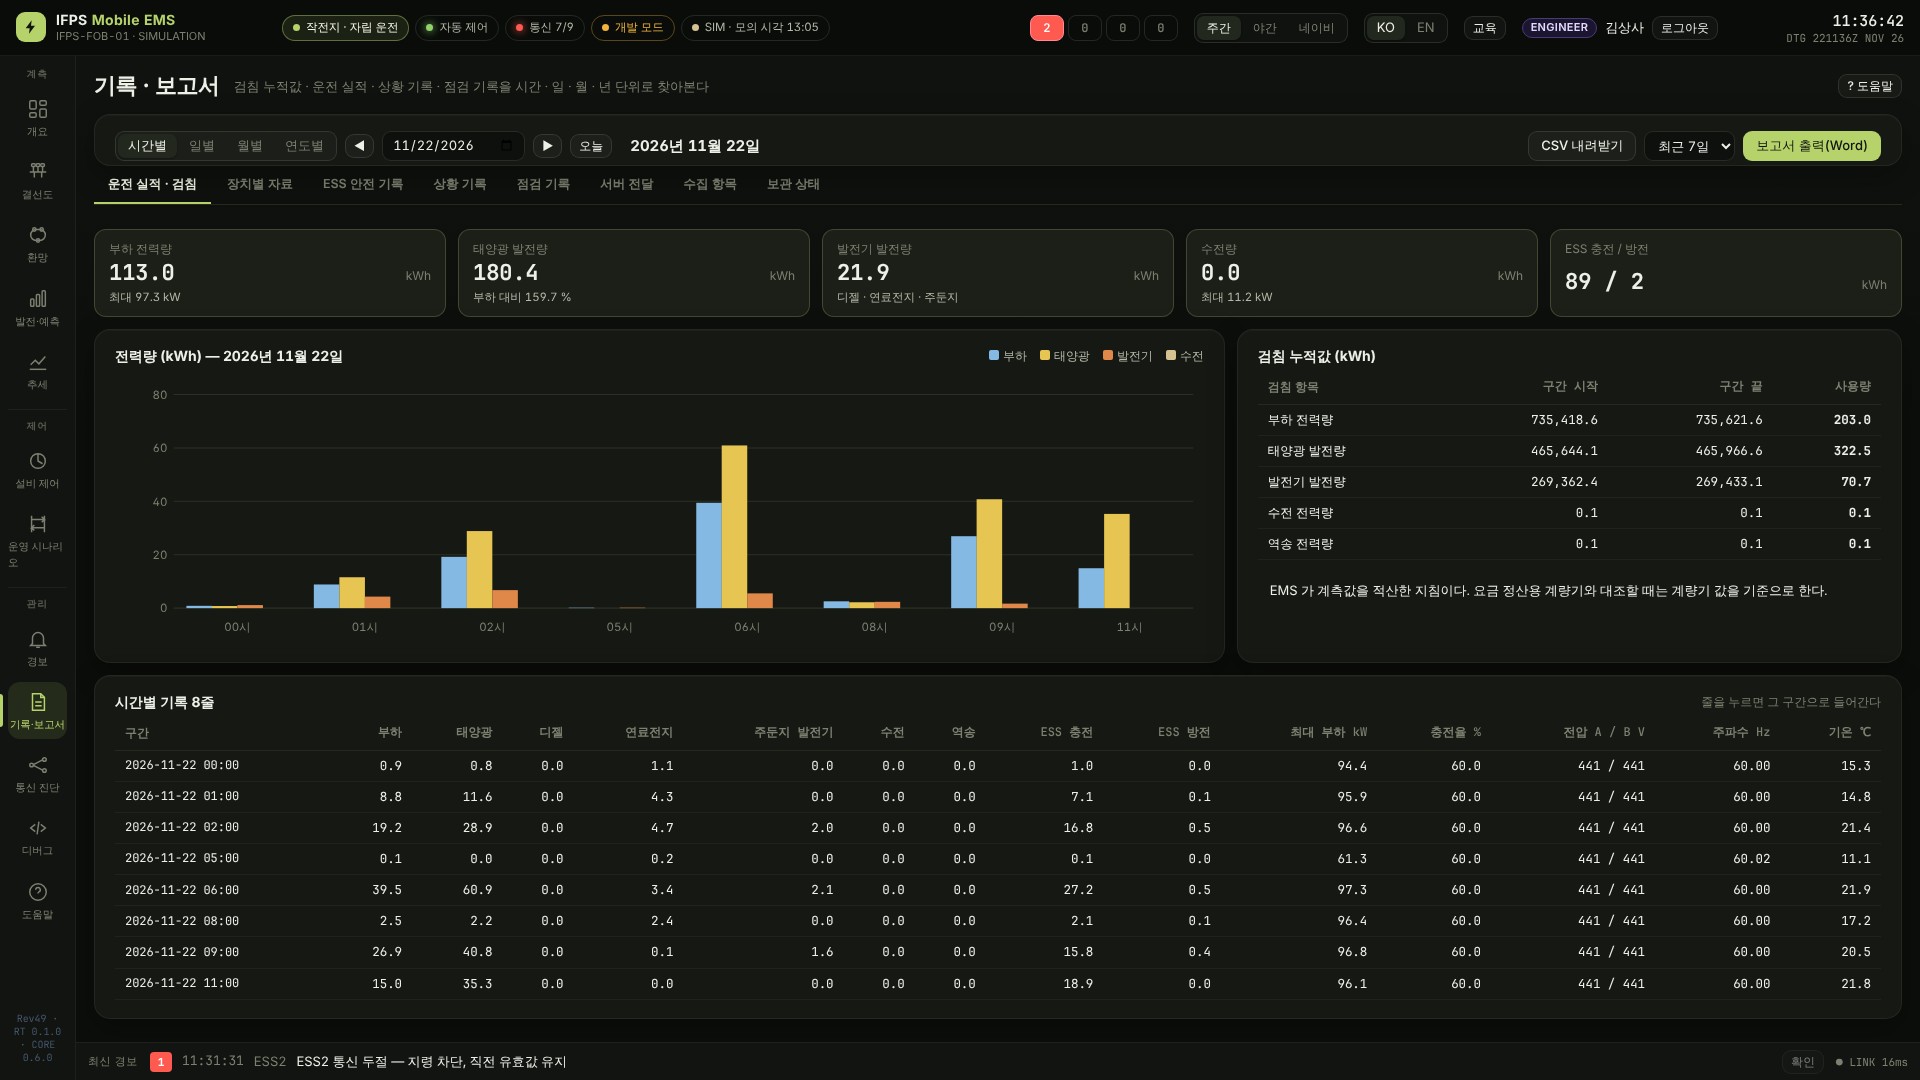 IFPS Mobile EMS
IFPS-FOB-01 · SIMULATION
작전지 · 자립 운전
자동 제어
통신 7/9
개발 모드
SIM · 모의 시각 13:05
2 0 0 0
주간 야간 네이비
KO EN
교육
ENGINEER 김상사 로그아웃
11:36:42
DTG 221136Z NOV 26
계측
개요
결선도
환망
발전·예측
추세
제어
설비 제어
운영 시나리
오
관리
경보
기록·보고서
통신 진단
디버그
도움말
Rev49 ·
RT 0.1.0
· CORE
0.6.0
기록 · 보고서 검침 누적값 · 운전 실적 · 상황 기록 · 점검 기록을 시간 · 일 · 월 · 년 단위로 찾아본다
? 도움말
시간별 일별 월별 연도별 ◀ 11/22/2026 ▶ 오늘 2026년 11월 22일
CSV 내려받기 최근 7일 보고서 출력(Word)
운전 실적 · 검침 장치별 자료 ESS 안전 기록 상황 기록 점검 기록 서버 전달 수집 항목 보관 상태
부하 전력량
113.0 kWh
최대 97.3 kW
태양광 발전량
180.4 kWh
부하 대비 159.7 %
발전기 발전량
21.9 kWh
디젤 · 연료전지 · 주둔지
수전량
0.0 kWh
최대 11.2 kW
ESS 충전 / 방전
89 / 2 kWh
전력량 (kWh) — 2026년 11월 22일
부하 태양광 발전기 수전
80
60
40
20
0
00시 01시 02시 05시 06시 08시 09시 11시
검침 누적값 (kWh)
검침 항목 구간 시작 구간 끝 사용량
부하 전력량 735,418.6 735,621.6 203.0
태양광 발전량 465,644.1 465,966.6 322.5
발전기 발전량 269,362.4 269,433.1 70.7
수전 전력량 0.1 0.1 0.1
역송 전력량 0.1 0.1 0.1
EMS 가 계측값을 적산한 지침이다. 요금 정산용 계량기와 대조할 때는 계량기 값을 기준으로 한다.
시간별 기록 8줄 줄을 누르면 그 구간으로 들어간다
구간 부하 태양광 디젤 연료전지 주둔지 발전기 수전 역송 ESS 충전 ESS 방전 최대 부하 kW 충전율 % 전압 A / B V 주파수 Hz 기온 ℃
2026-11-22 00:00 0.9 0.8 0.0 1.1 0.0 0.0 0.0 1.0 0.0 94.4 60.0 441 / 441 60.00 15.3
2026-11-22 01:00 8.8 11.6 0.0 4.3 0.0 0.0 0.0 7.1 0.1 95.9 60.0 441 / 441 60.00 14.8
2026-11-22 02:00 19.2 28.9 0.0 4.7 2.0 0.0 0.0 16.8 0.5 96.6 60.0 441 / 441 60.00 21.4
2026-11-22 05:00 0.1 0.0 0.0 0.2 0.0 0.0 0.0 0.1 0.0 61.3 60.0 441 / 441 60.02 11.1
2026-11-22 06:00 39.5 60.9 0.0 3.4 2.1 0.0 0.0 27.2 0.5 97.3 60.0 441 / 441 60.00 21.9
2026-11-22 08:00 2.5 2.2 0.0 2.4 0.0 0.0 0.0 2.1 0.1 96.4 60.0 441 / 441 60.00 17.2
2026-11-22 09:00 26.9 40.8 0.0 0.1 1.6 0.0 0.0 15.8 0.4 96.8 60.0 441 / 441 60.00 20.5
2026-11-22 11:00 15.0 35.3 0.0 0.0 0.0 0.0 0.0 18.9 0.0 96.1 60.0 441 / 441 60.00 21.8
최신 경보 1 11:31:31 ESS2 ESS2 통신 두절 — 지령 차단, 직전 유효값 유지
확인 LINK 16ms